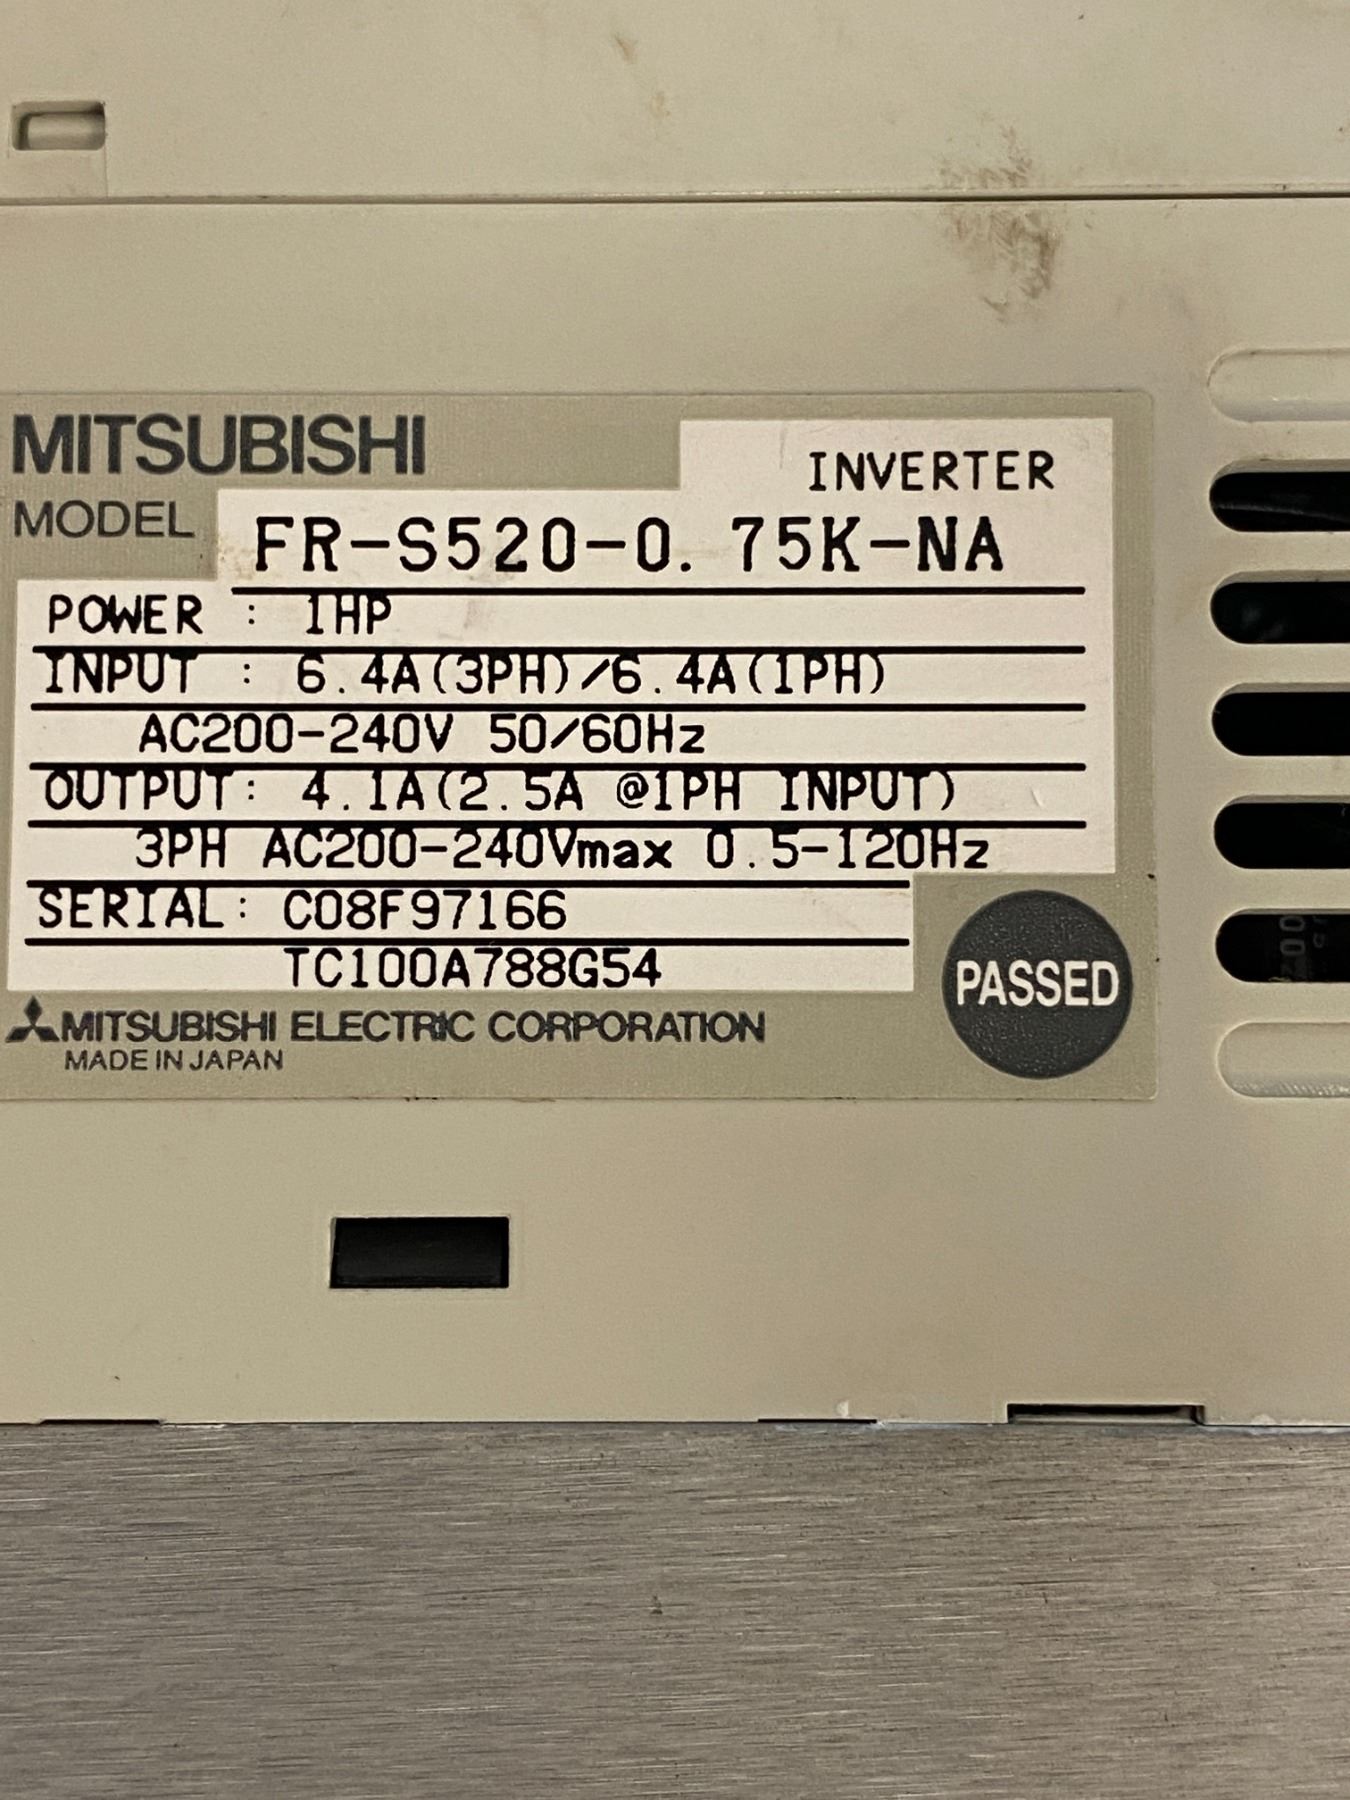 MITSUBISHI
INVERTER
MODEL FR-S520-0.75K-NA
POWER : 1HP
INPUT : 6.4A(3PH)/6.4A(1PH)
AC200-240V 50/60Hz
OUTPUT: 4.1A(2.5A @1PH INPUT)
3PH AC200-240Vmax 0.5-120Hz
SERIAL: C08F97166
TC100A788G54
PASSED
MITSUBISHI ELECTRIC CORPORATION
MADE IN JAPAN